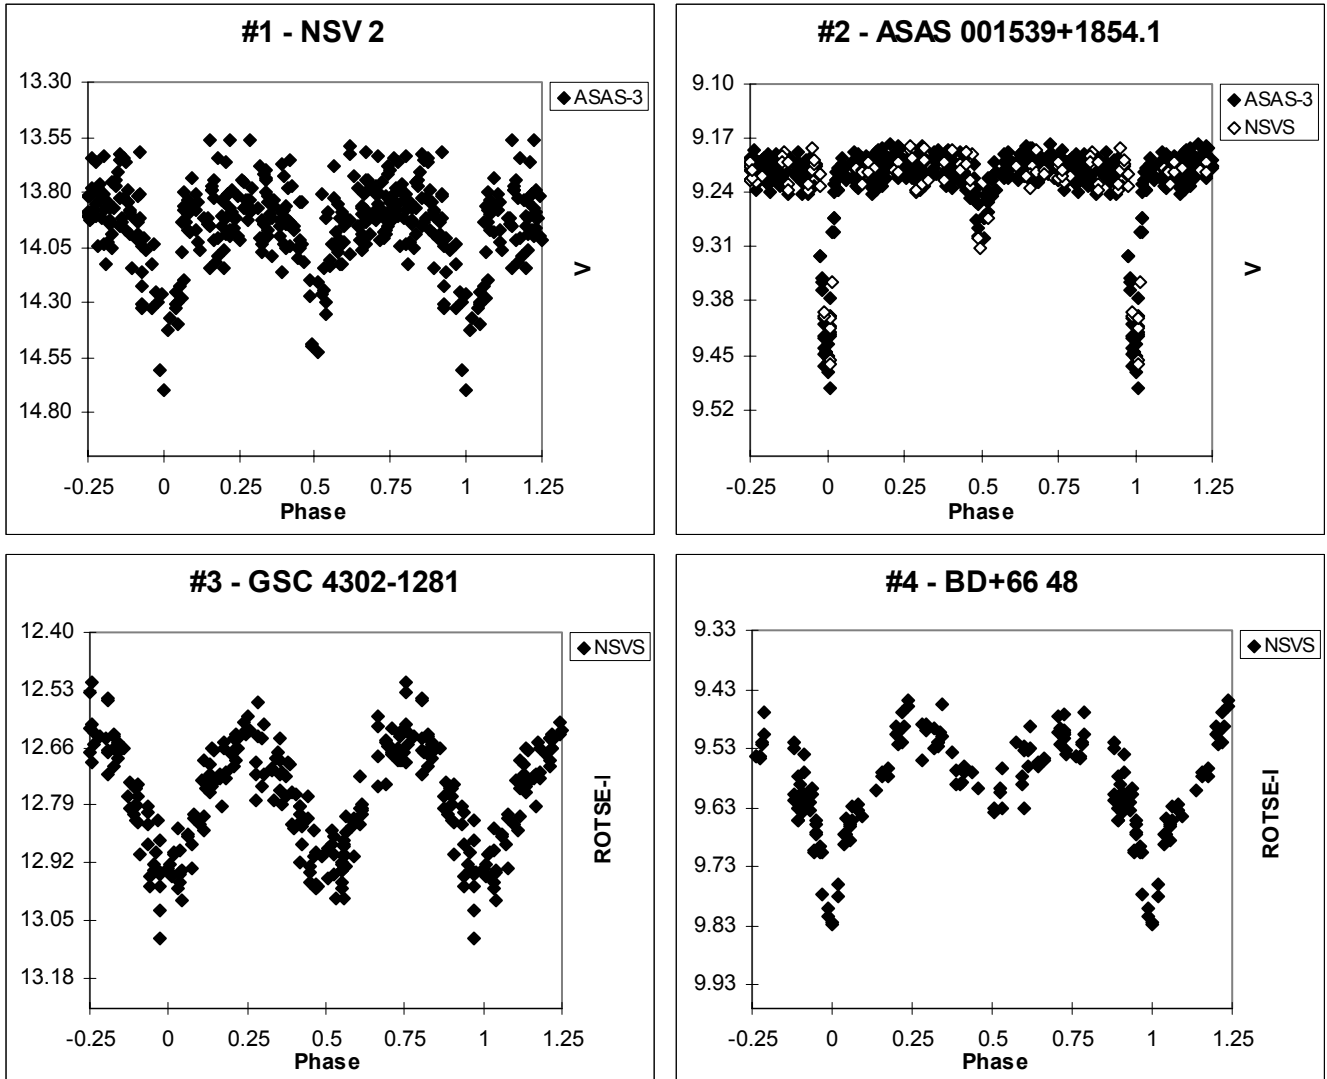 #1 - NSV 2
13.30
13.55
13.80
14.05
14.30
14.55
14.80
-0.25 0 0.25 0.5 0.75 1 1.25
Phase
V
ASAS-3
#2 - ASAS 001539+1854.1
9.10
9.17
9.24
9.31
9.38
9.45
9.52
-0.25 0 0.25 0.5 0.75 1 1.25
Phase
V
ASAS-3
NSVS
#3 - GSC 4302-1281
12.40
12.53
12.66
12.79
12.92
13.05
13.18
-0.25 0 0.25 0.5 0.75 1 1.25
Phase
ROTSE-I
NSVS
#4 - BD+66 48
9.33
9.43
9.53
9.63
9.73
9.83
9.93
-0.25 0 0.25 0.5 0.75 1 1.25
Phase
ROTSE-I
NSVS